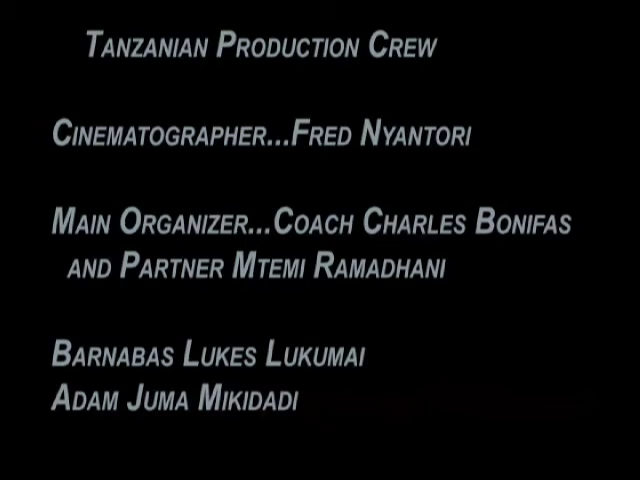 Tanzanian Production Crew
Cinematographer...Fred Nyantori
Main Organizer...Coach Charles Bonifas
and Partner Mtemi Ramadhani
Barnabas Lukes Lukumai
Adam Juma Mikidadi